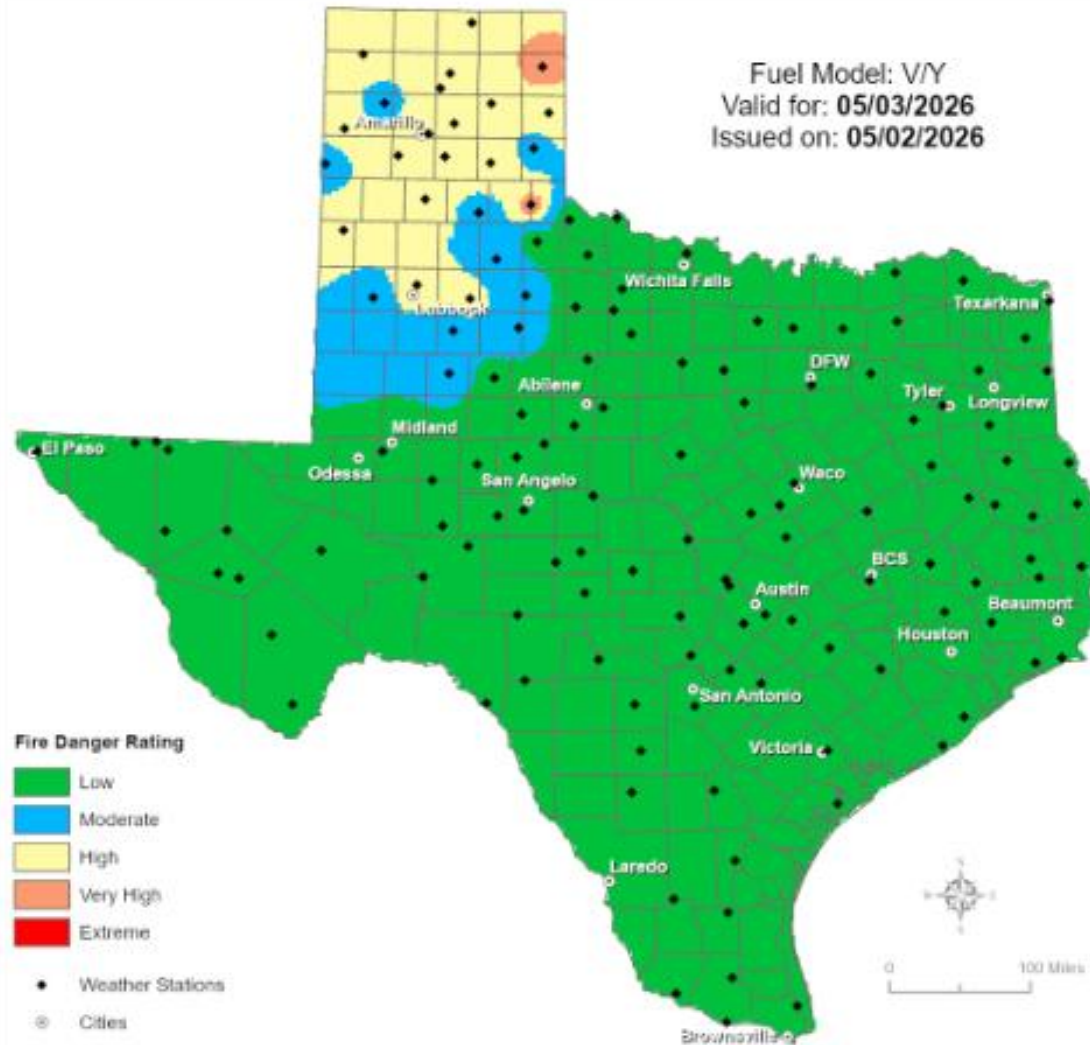 Fuel Model: V/Y
Valid for: 05/03/2026
Issued on: 05/02/2026
Amarillo
Wichita Falls
Lubbock
Texarkana
DFW
Abilene
Tyler
Longview
Midland
El Paso
Odessa
San Angelo
Waco
BCS
Austin
Beaumont
Houston
San Antonio
Victoria
Laredo
Brownsville
Fire Danger Rating
Low
Moderate
High
Very High
Extreme
Weather Stations
Cities
0 100 Miles